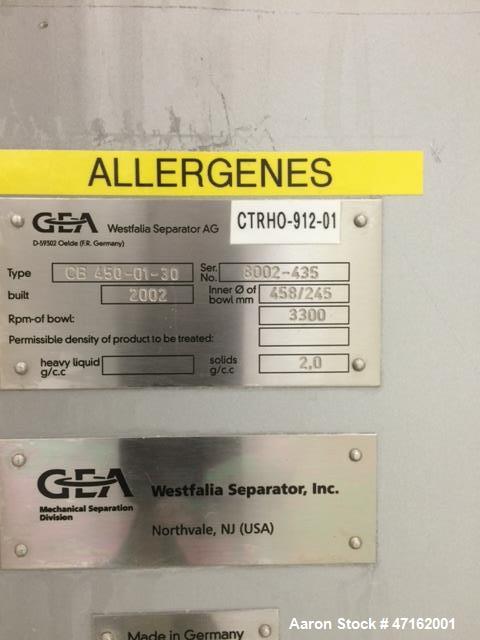 ALLERGENES
GEA Westfalia Separator AG
CTRHO-912-01
D-59302 Oelde (F.R. Germany)
Type CB 450-01-30 Ser. No. 8002-435
built 2002 Inner Ø of bowl mm 458/245
Rpm-of bowl: 3300
Permissible density of product to be treated:
heavy liquid g/c.c solids g/c.c 2,0
GEA Westfalia Separator, Inc.
Mechanical Separation
Division
Northvale, NJ (USA)
Made in Germany
Aaron Stock # 47162001